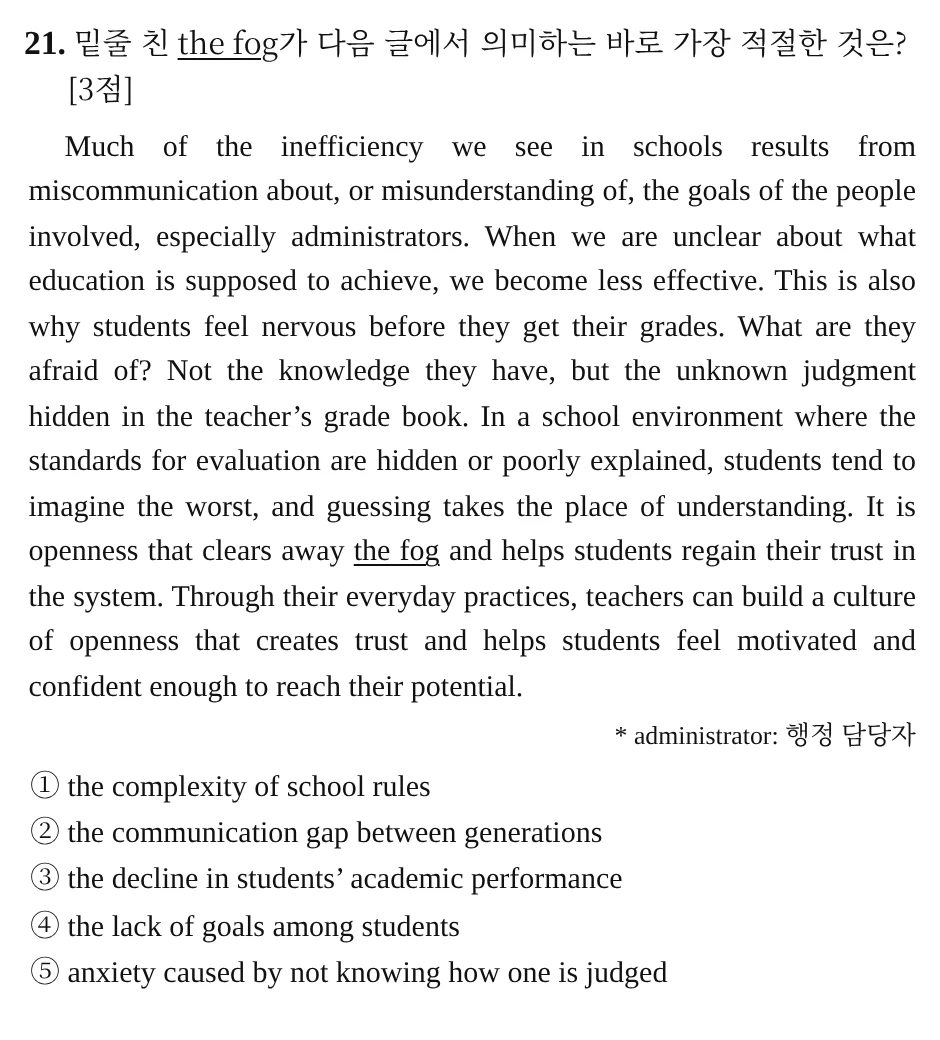 21. 밑줄 친 the fog가 다음 글에서 의미하는 바로 가장 적절한 것은?
[3점]
Much of the inefficiency we see in schools results from
miscommunication about, or misunderstanding of, the goals of the people
involved, especially administrators. When we are unclear about what
education is supposed to achieve, we become less effective. This is also
why students feel nervous before they get their grades. What are they
afraid of? Not the knowledge they have, but the unknown judgment
hidden in the teacher’s grade book. In a school environment where the
standards for evaluation are hidden or poorly explained, students tend to
imagine the worst, and guessing takes the place of understanding. It is
openness that clears away the fog and helps students regain their trust in
the system. Through their everyday practices, teachers can build a culture
of openness that creates trust and helps students feel motivated and
confident enough to reach their potential.
* administrator: 행정 담당자
① the complexity of school rules
② the communication gap between generations
③ the decline in students’ academic performance
④ the lack of goals among students
⑤ anxiety caused by not knowing how one is judged